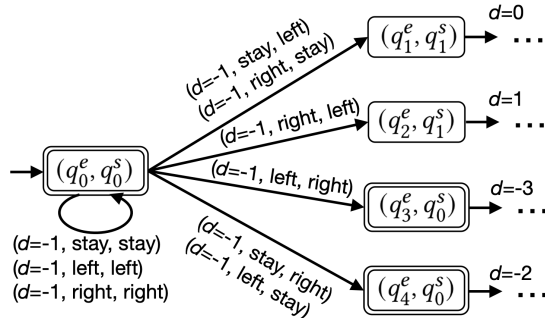 d=0
(d=-1, stay, left)
(d=-1, right, stay)
(q₁ᵉ, q₁ˢ)
...
d=1
(d=-1, right, left)
(q₂ᵉ, q₁ˢ)
...
(q₀ᵉ, q₀ˢ)
(d=-1, left, right)
(q₃ᵉ, q₀ˢ)
d=-3
...
(d=-1, stay, stay)
(d=-1, left, left)
(d=-1, right, right)
(d=-1, stay, right)
(d=-1, left, stay)
(q₄ᵉ, q₀ˢ)
d=-2
...